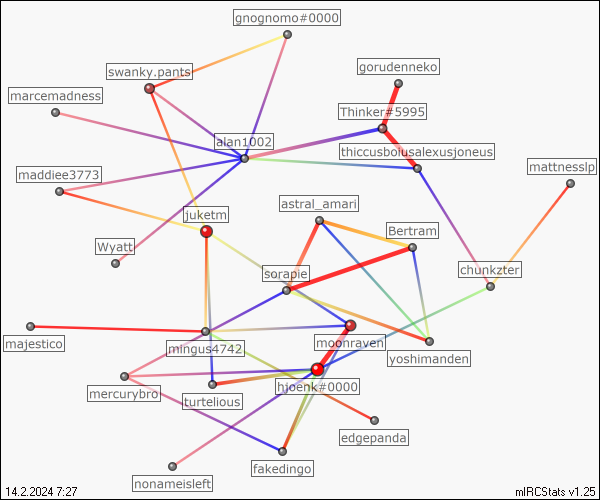 gnognomo#0000
gorudenneko
swanky.pants
marcemadness
Thinker#5995
alan1002
thiccusboiusalexusjoneus
mattnesslp
maddiee3773
astral_amari
juketm
Bertram
Wyatt
chunkzter
sorapie
majestico
mingus4742
moonraven
yoshimanden
mercurybro
hjoenk#0000
turtelious
edgepanda
fakedingo
nonameisleft
14.2.2024 7:27
mIRCStats v1.25